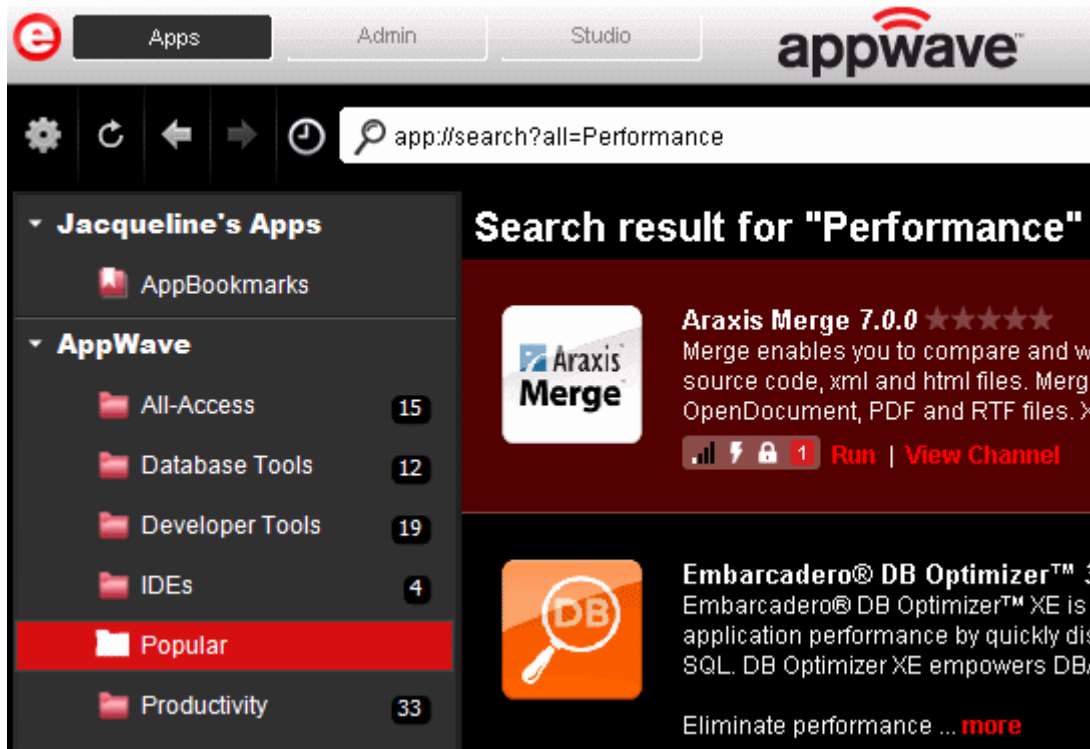 e Apps Admin Studio appwave™
app://search?all=Performance
Jacqueline's Apps
AppBookmarks
AppWave
All-Access 15
Database Tools 12
Developer Tools 19
IDEs 4
Popular
Productivity 33
Search result for "Performance"
Araxis Merge
Araxis Merge 7.0.0
Merge enables you to compare and
source code, xml and html files. Merg
OpenDocument, PDF and RTF files.
1 Run | View Channel
DB
Embarcadero® DB Optimizer™
Embarcadero® DB Optimizer™ XE is
application performance by quickly dis
SQL. DB Optimizer XE empowers DB
Eliminate performance ... more